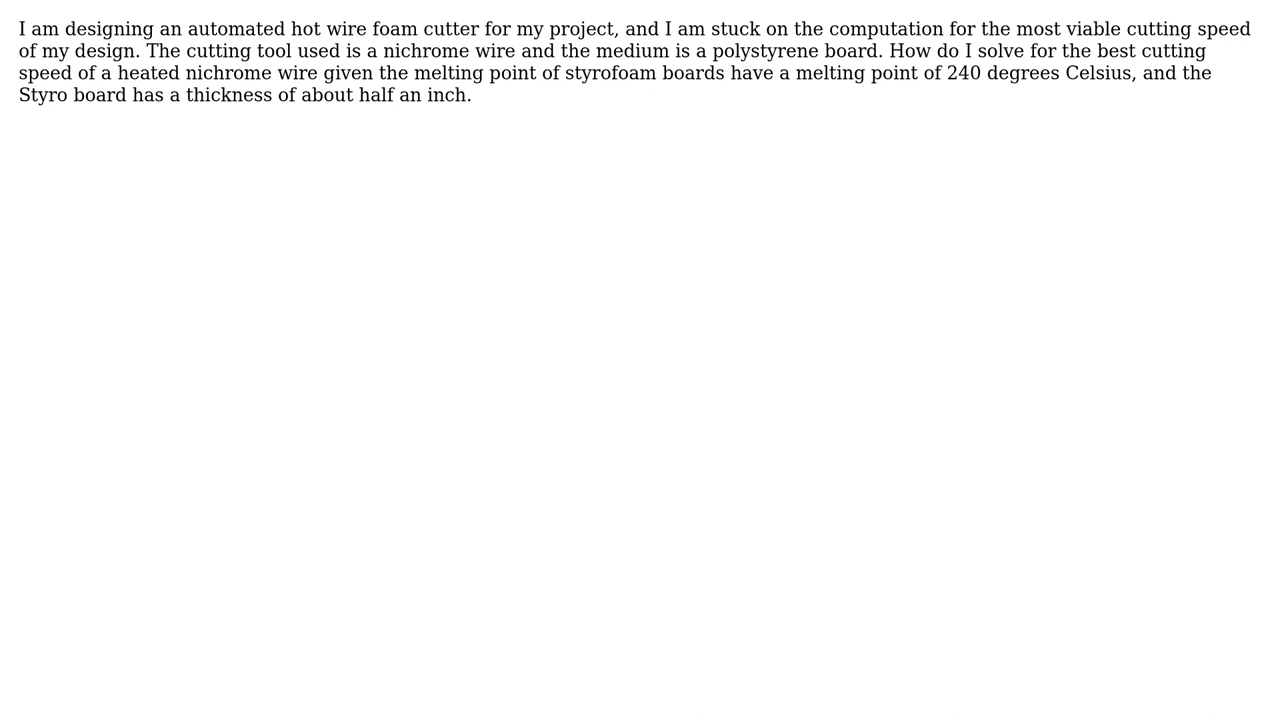 I am designing an automated hot wire foam cutter for my project, and I am stuck on the computation for the most viable cutting speed
of my design. The cutting tool used is a nichrome wire and the medium is a polystyrene board. How do I solve for the best cutting
speed of a heated nichrome wire given the melting point of styrofoam boards have a melting point of 240 degrees Celsius, and the
Styro board has a thickness of about half an inch.